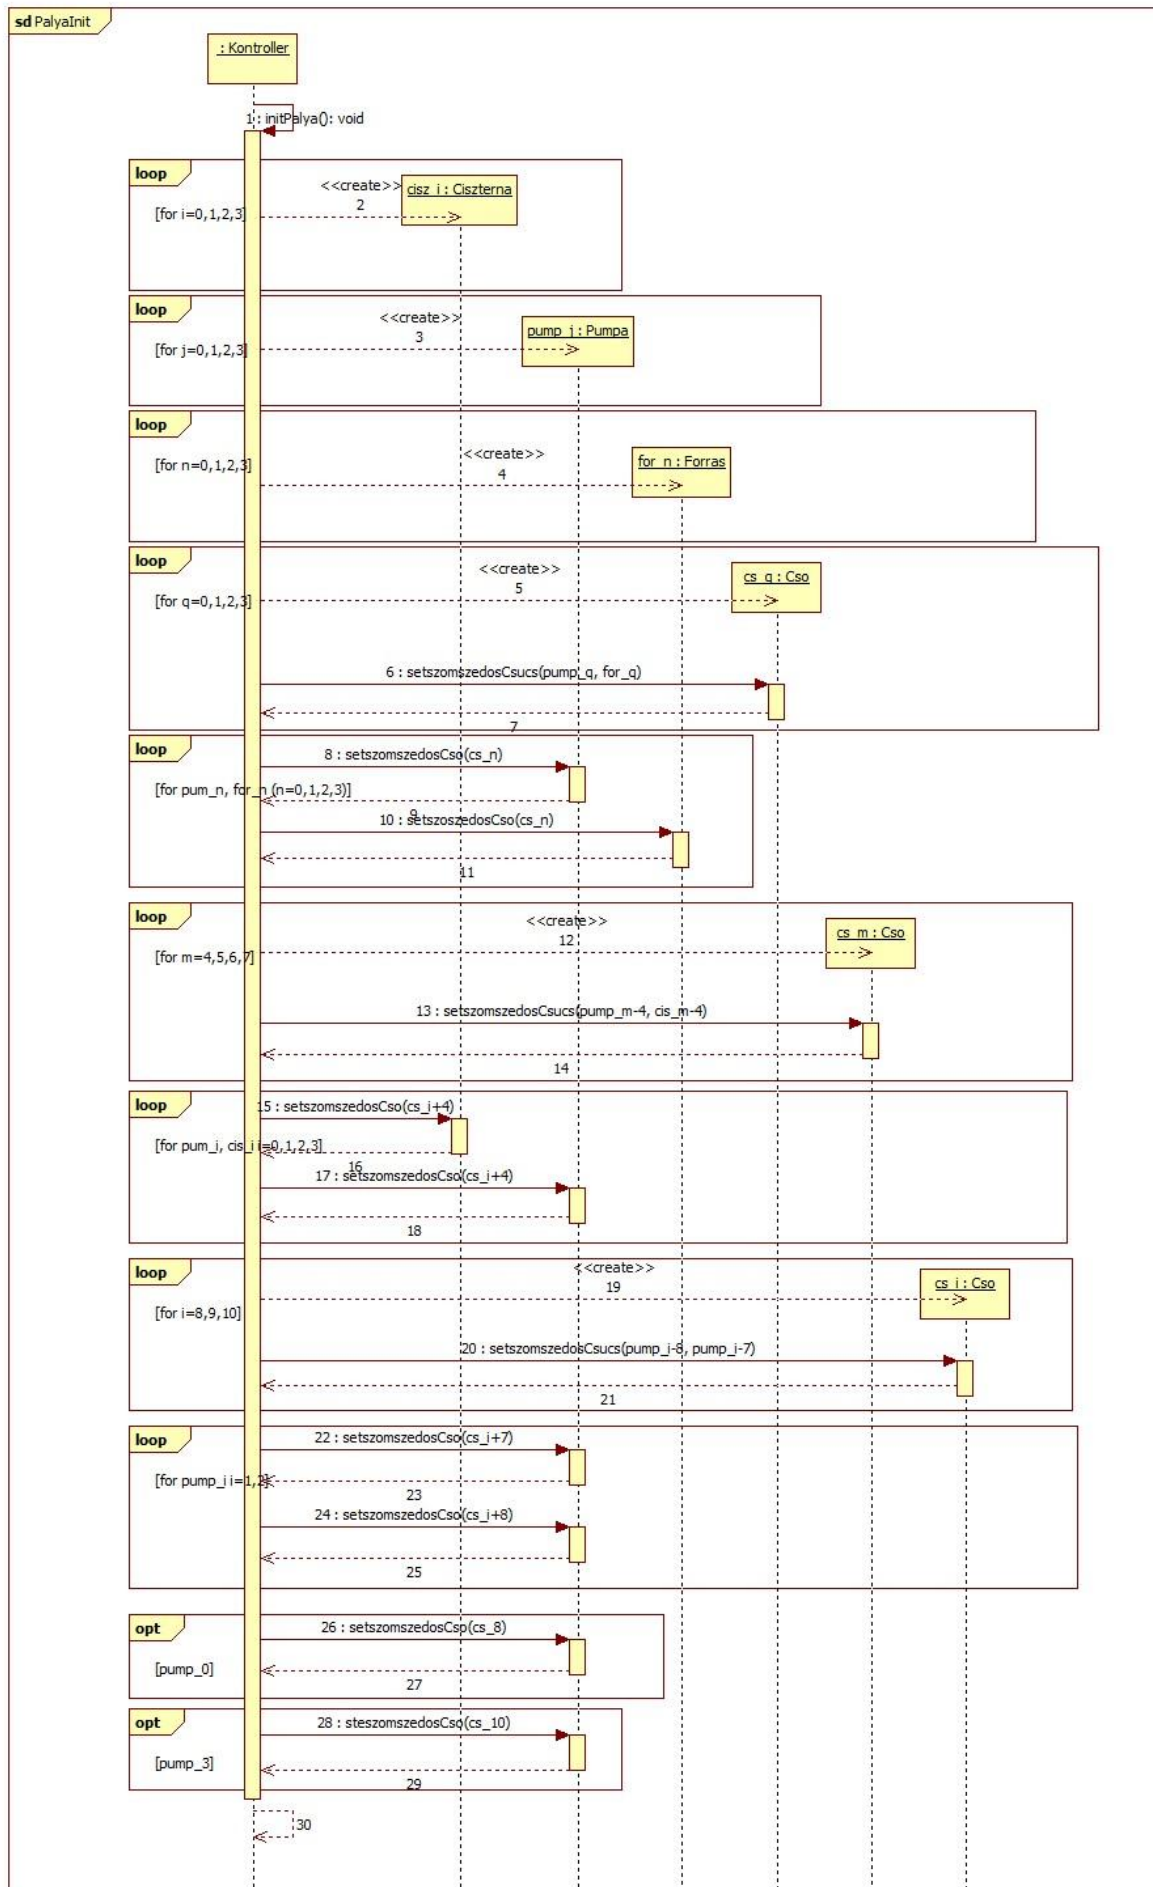 sd PalyaInit
: Kontroller
1 : initPalya(): void
loop
<<create>>
cisz_i : Ciszterna
2
[for i=0,1,2,3]
loop
<<create>>
pump_j : Pumpa
3
[for j=0,1,2,3]
loop
<<create>>
for_n : Forras
[for n=0,1,2,3]
4
loop
<<create>>
cs_q : Cso
5
[for q=0,1,2,3]
6 : setszomszedosCsucs(pump_q, for_q)
7
loop
8 : setszomszedosCso(cs_n)
[for pum_n, for_n (n=0,1,2,3)]
9
10 : setszoszedosCso(cs_n)
11
loop
<<create>>
cs_m : Cso
12
[for m=4,5,6,7]
13 : setszomszedosCsucs(pump_m-4, cis_m-4)
14
loop
15 : setszomszedosCso(cs_i+4)
[for pum_i, cis_i i=0,1,2,3]
16
17 : setszomszedosCso(cs_i+4)
18
loop
<<create>>
cs_i : Cso
19
[for i=8,9,10]
20 : setszomszedosCsucs(pump_i-8, pump_i-7)
21
loop
22 : setszomszedosCso(cs_i+7)
[for pump_i i=1,2]
23
24 : setszomszedosCso(cs_i+8)
25
opt
26 : setszomszedosCso(cs_8)
[pump_0]
27
opt
28 : steszomszedosCso(cs_10)
[pump_3]
29
30